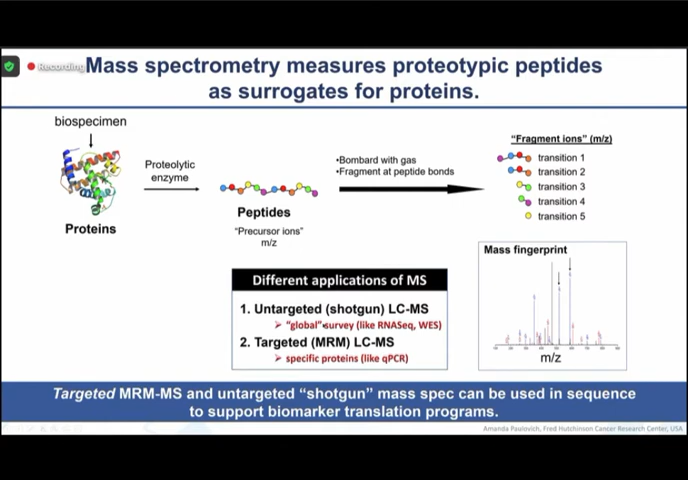 Recording
Mass spectrometry measures proteotypic peptides
as surrogates for proteins.
biospecimen
Proteins
Proteolytic
enzyme
Peptides
"Precursor ions"
m/z
•Bombard with gas
•Fragment at peptide bonds
"Fragment ions" (m/z)
transition 1
transition 2
transition 3
transition 4
transition 5
Mass fingerprint
m/z
Different applications of MS
1. Untargeted (shotgun) LC-MS
➢ "global" survey (like RNASeq, WES)
2. Targeted (MRM) LC-MS
➢ specific proteins (like qPCR)
Targeted MRM-MS and untargeted "shotgun" mass spec can be used in sequence
to support biomarker translation programs.
Amanda Paulovich, Fred Hutchinson Cancer Research Center, USA